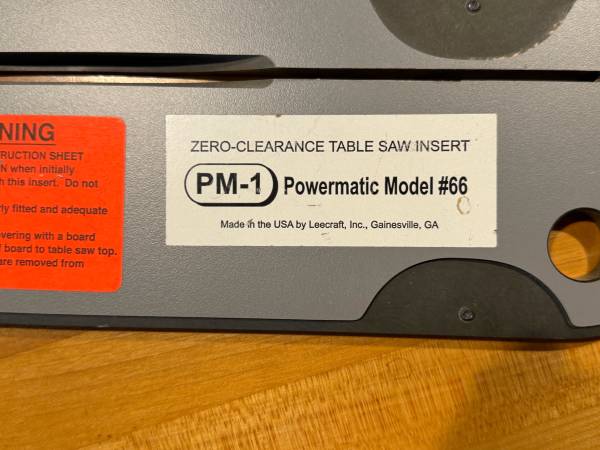 NING
RUCTION SHEET
N when initially
h this insert. Do not
rly fitted and adequate
overing with a board
f board to table saw top.
are removed from
ZERO-CLEARANCE TABLE SAW INSERT
PM-1 Powermatic Model #66
Made in the USA by Leecraft, Inc., Gainesville, GA